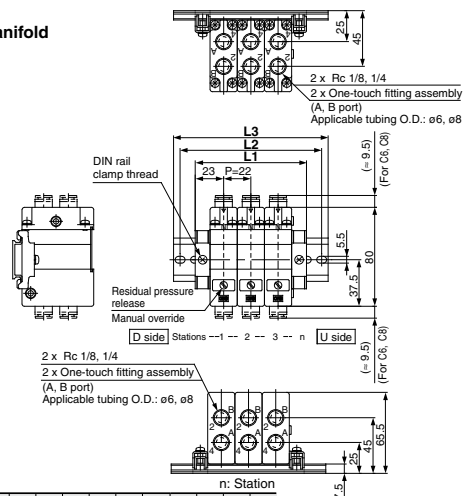 anifold
25
45
A
4
B
2
2 x Rc 1/8, 1/4
2 x One-touch fitting assembly
(A, B port)
Applicable tubing O.D.: ø6, ø8
L3
L2
L1
23 P=22
DIN rail
clamp thread
(≈ 9.5)
(For C6, C8)
5.5
80
37.5
Residual pressure
release
Manual override
D side Stations --1 -- 2 -- 3 -- n U side
(≈ 9.5)
(For C6, C8)
2 x Rc 1/8, 1/4
2 x One-touch fitting assembly
(A, B port)
Applicable tubing O.D.: ø6, ø8
B B B
2 2 2
A A A
4 4 4
25
45
65.5
n: Station
7.5